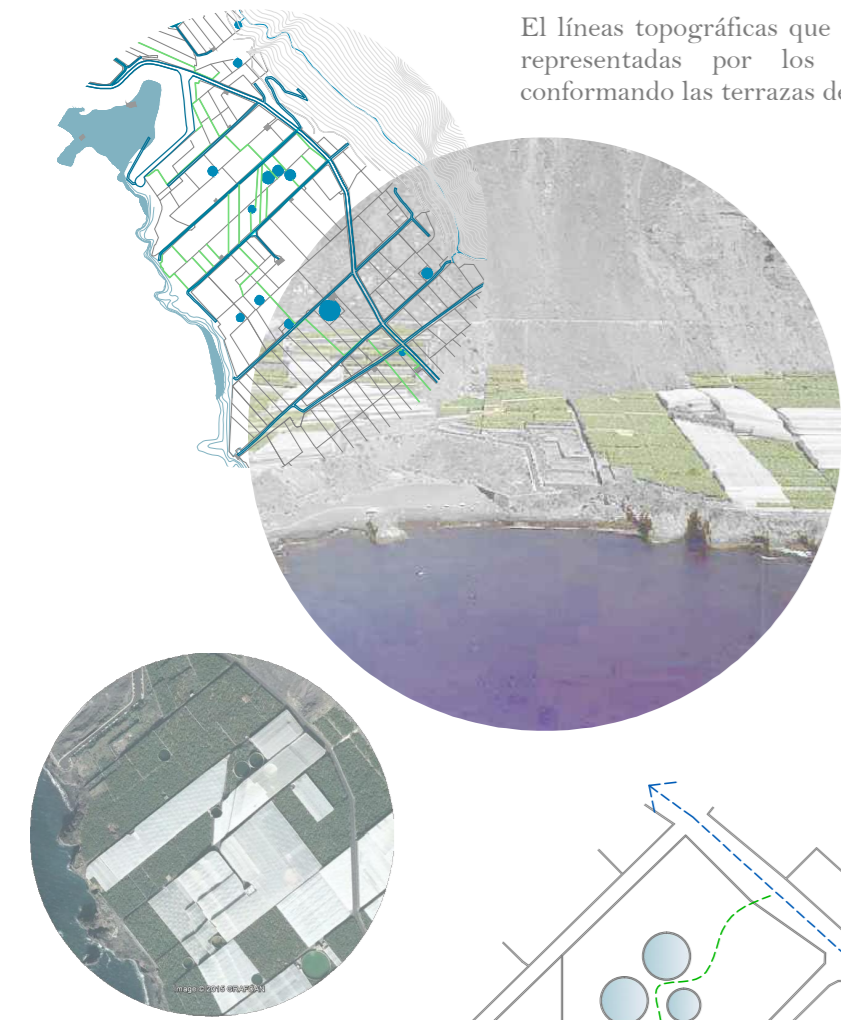 El líneas topográficas que
representadas por los
conformando las terrazas de
Image © 2015 GRAFCAN